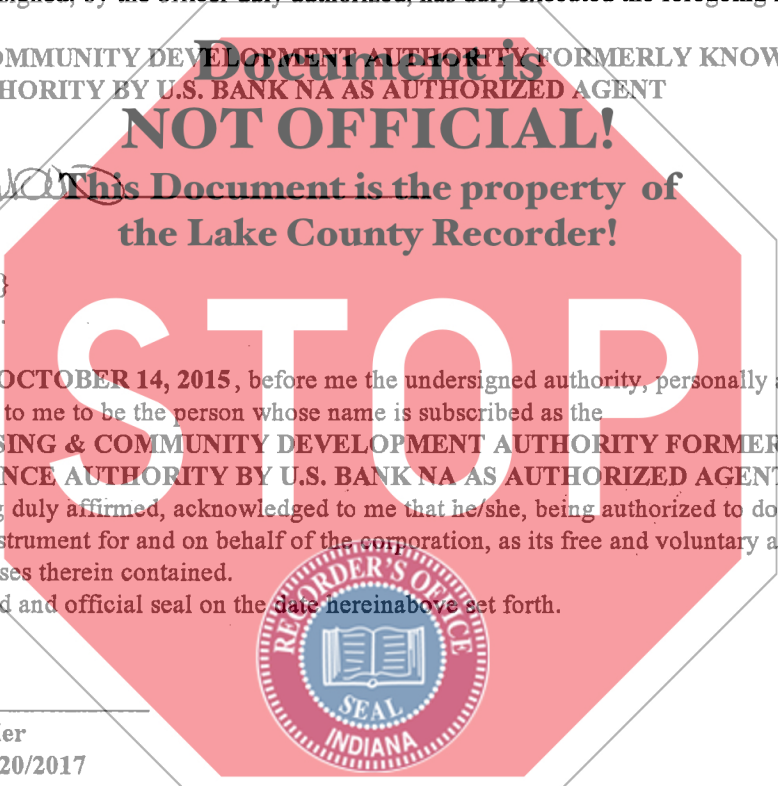 COMMUNITY DEVELOPMENT AUTHORITY FORMERLY KNOW
HORITY BY U.S. BANK NA AS AUTHORIZED AGENT
Document is
NOT OFFICIAL!
This Document is the property of
the Lake County Recorder!
}
.
STOP
OCTOBER 14, 2015, before me the undersigned authority, personally a
to me to be the person whose name is subscribed as the
SING & COMMUNITY DEVELOPMENT AUTHORITY FORMER
NCE AUTHORITY BY U.S. BANK NA AS AUTHORIZED AGENT
g duly affirmed, acknowledged to me that he/she, being authorized to do
strument for and on behalf of the corporation, as its free and voluntary a
ses therein contained.
d and official seal on the date hereinabove set forth.
RECORDER'S OFFICE
SEAL
INDIANA
er
20/2017